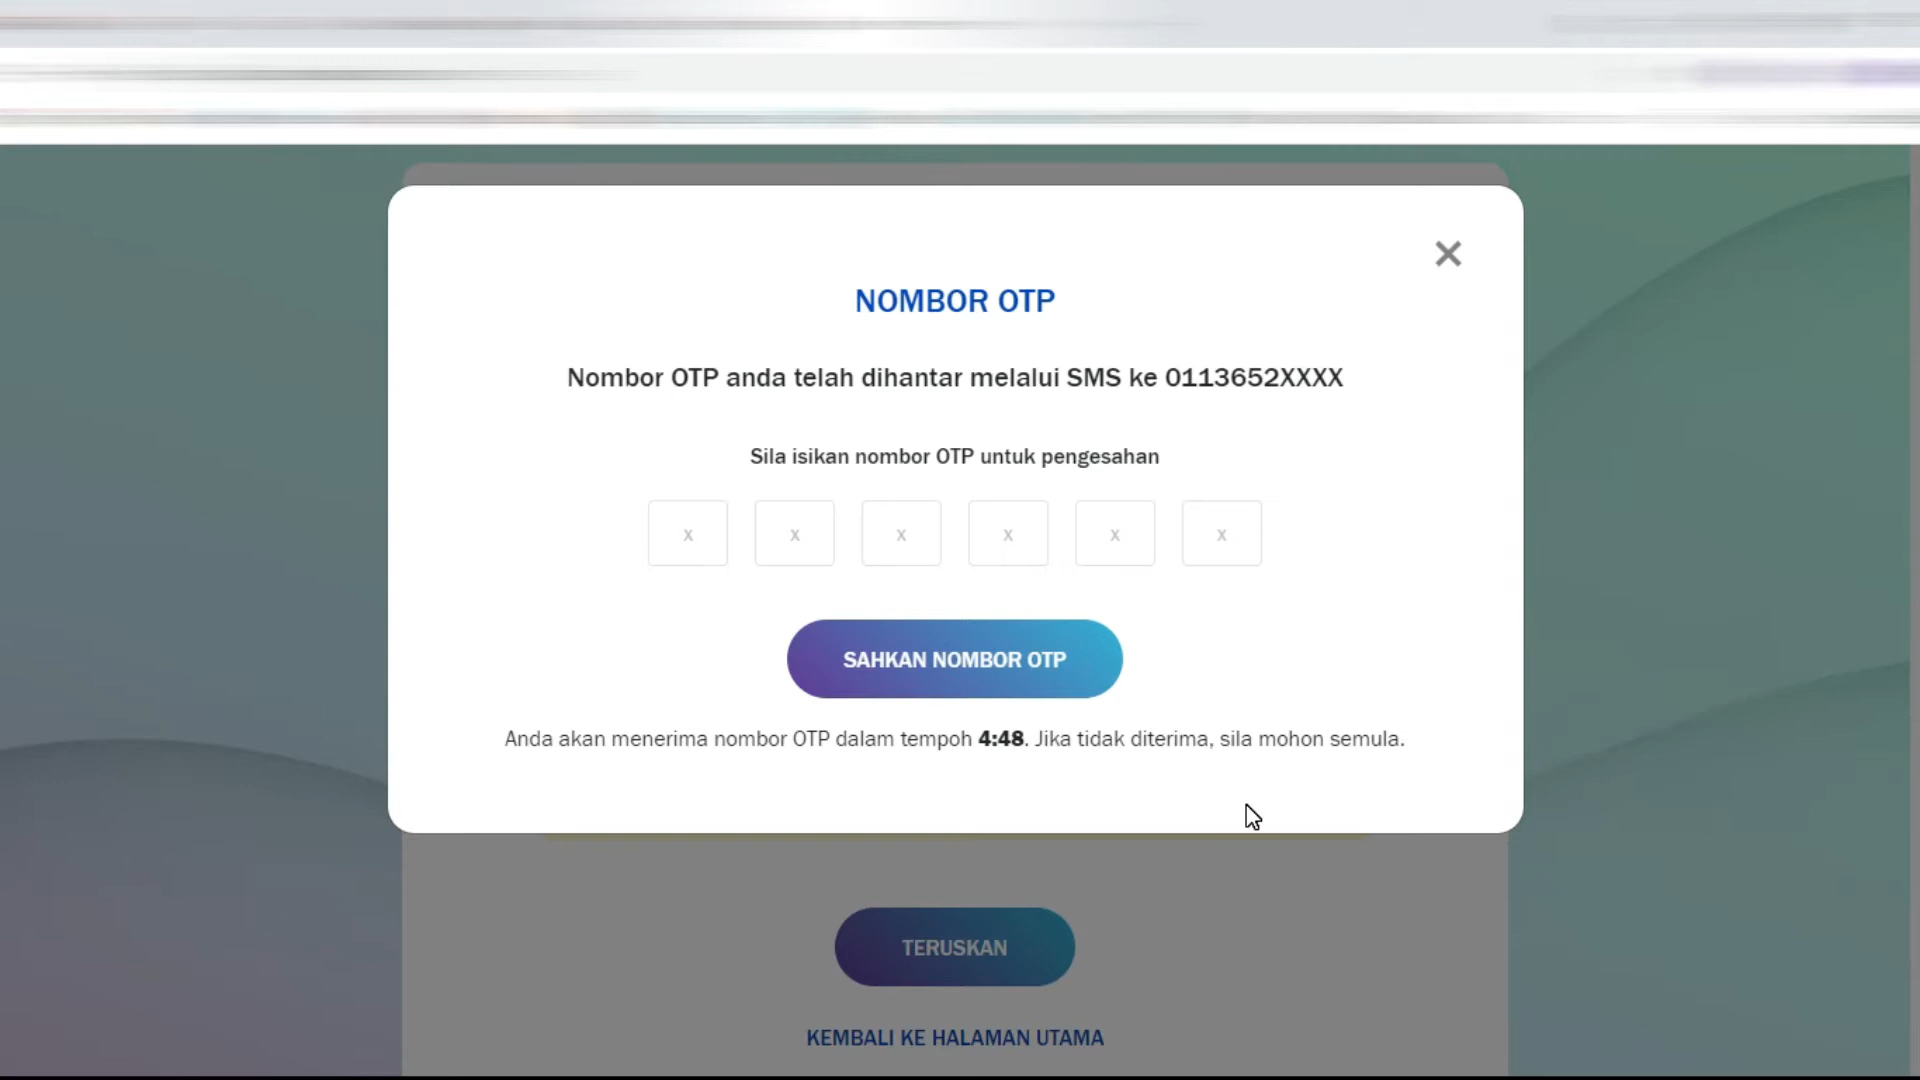 NOMBOR OTP
Nombor OTP anda telah dihantar melalui SMS ke 0113652XXXX
Sila isikan nombor OTP untuk pengesahan
x x x x x x
SAHKAN NOMBOR OTP
Anda akan menerima nombor OTP dalam tempoh 4:48. Jika tidak diterima, sila mohon semula.
TERUSKAN
KEMBALI KE HALAMAN UTAMA